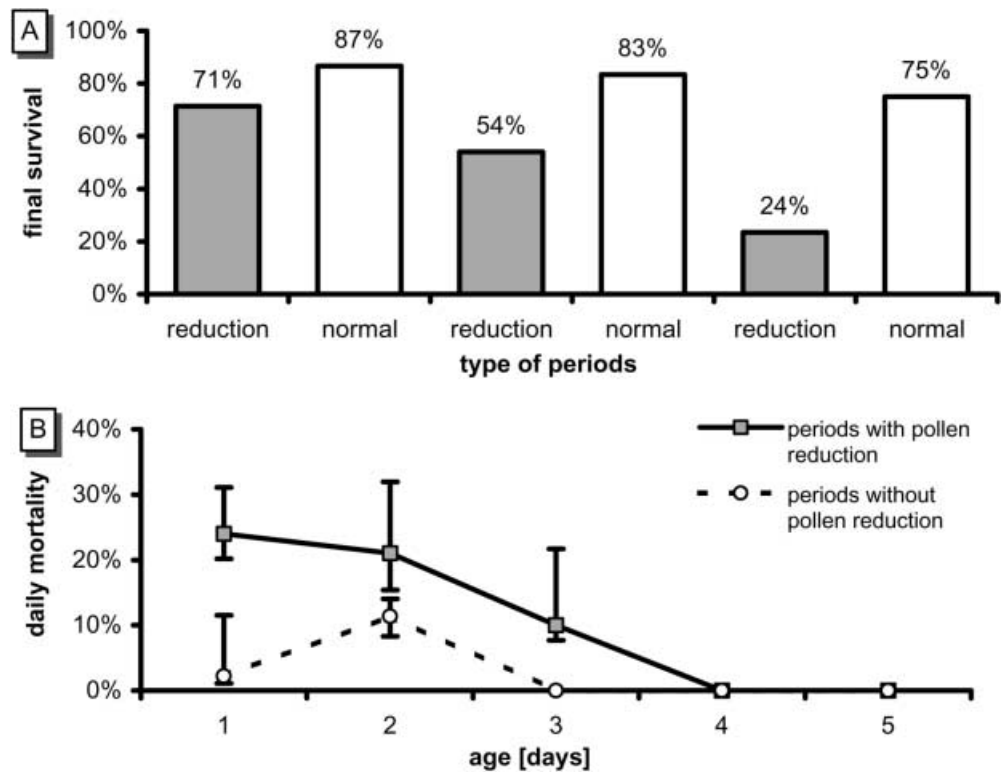 A
final survival
100%
80%
60%
40%
20%
0%
71%
87%
54%
83%
24%
75%
reduction normal reduction normal reduction normal
type of periods
B
daily mortality
40%
30%
20%
10%
0%
periods with pollen
reduction
periods without
pollen reduction
1 2 3 4 5
age [days]